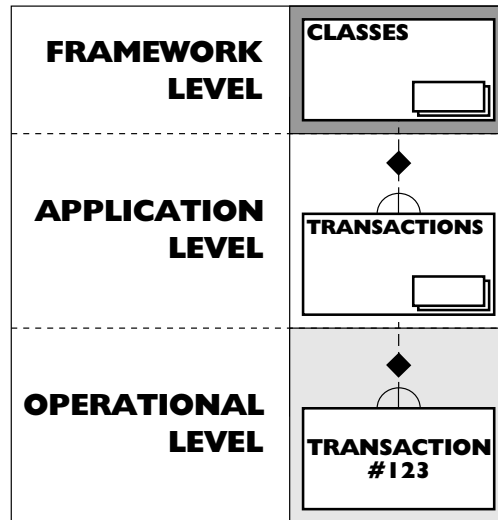 FRAMEWORK
LEVEL
CLASSES
APPLICATION
LEVEL
TRANSACTIONS
OPERATIONAL
LEVEL
TRANSACTION
#123